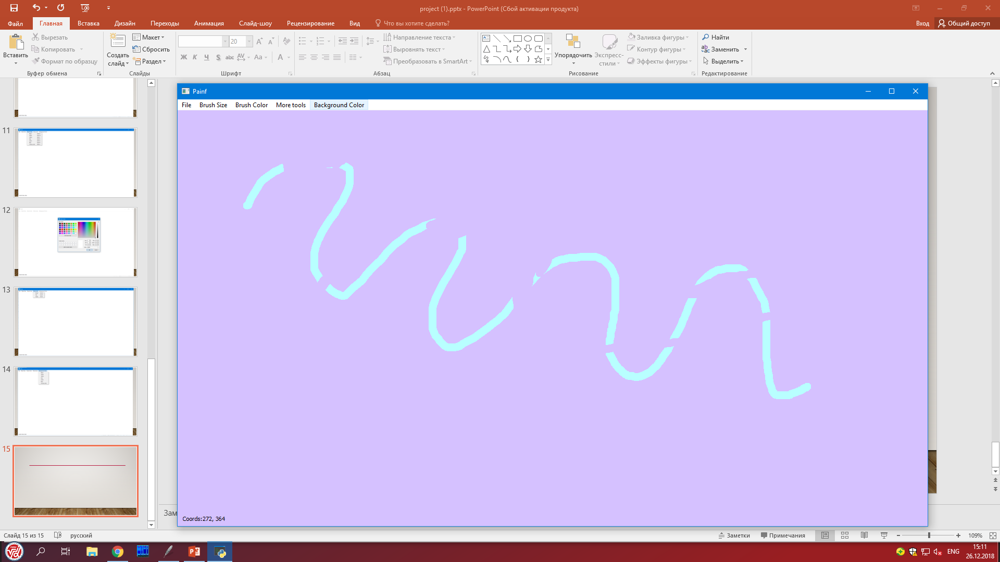 project (1).pptx - PowerPoint (Сбой активации продукта)
Файл Главная Вставка Дизайн Переходы Анимация Слайд-шоу Рецензирование Вид Что вы хотите сделать? Вход Общий доступ
Вставить
Вырезать
Копировать
Формат по образцу
Буфер обмена
Создать слайд
Макет
Сбросить
Раздел
Слайды
20
Ж К Ч S abc AV Aa A
Шрифт
Направление текста
Выровнять текст
Преобразовать в SmartArt
Абзац
Упорядочить
Экспресс-стили
Заливка фигуры
Контур фигуры
Эффекты фигуры
Рисование
Найти
Заменить
Выделить
Редактирование
11
12
13
14
15
Painf
File Brush Size Brush Color More tools Background Color
Coords:272, 364
Зам
Слайд 15 из 15 русский Заметки Примечания 109%
ENG
15:11
26.12.2018